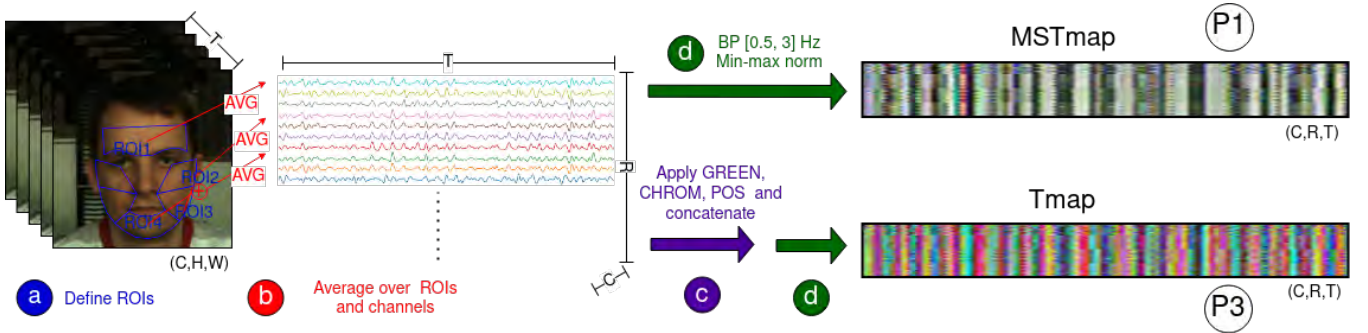 T
AVG
AVG
AVG
ROI1
ROI2
ROI3
ROI4
(C,H,W)
a Define ROIs
T
R
C
b Average over ROIs
and channels
d BP [0.5, 3] Hz
Min-max norm
Apply GREEN,
CHROM, POS and
concatenate
c
d
MSTmap
P1
(C,R,T)
Tmap
(C,R,T)
P3